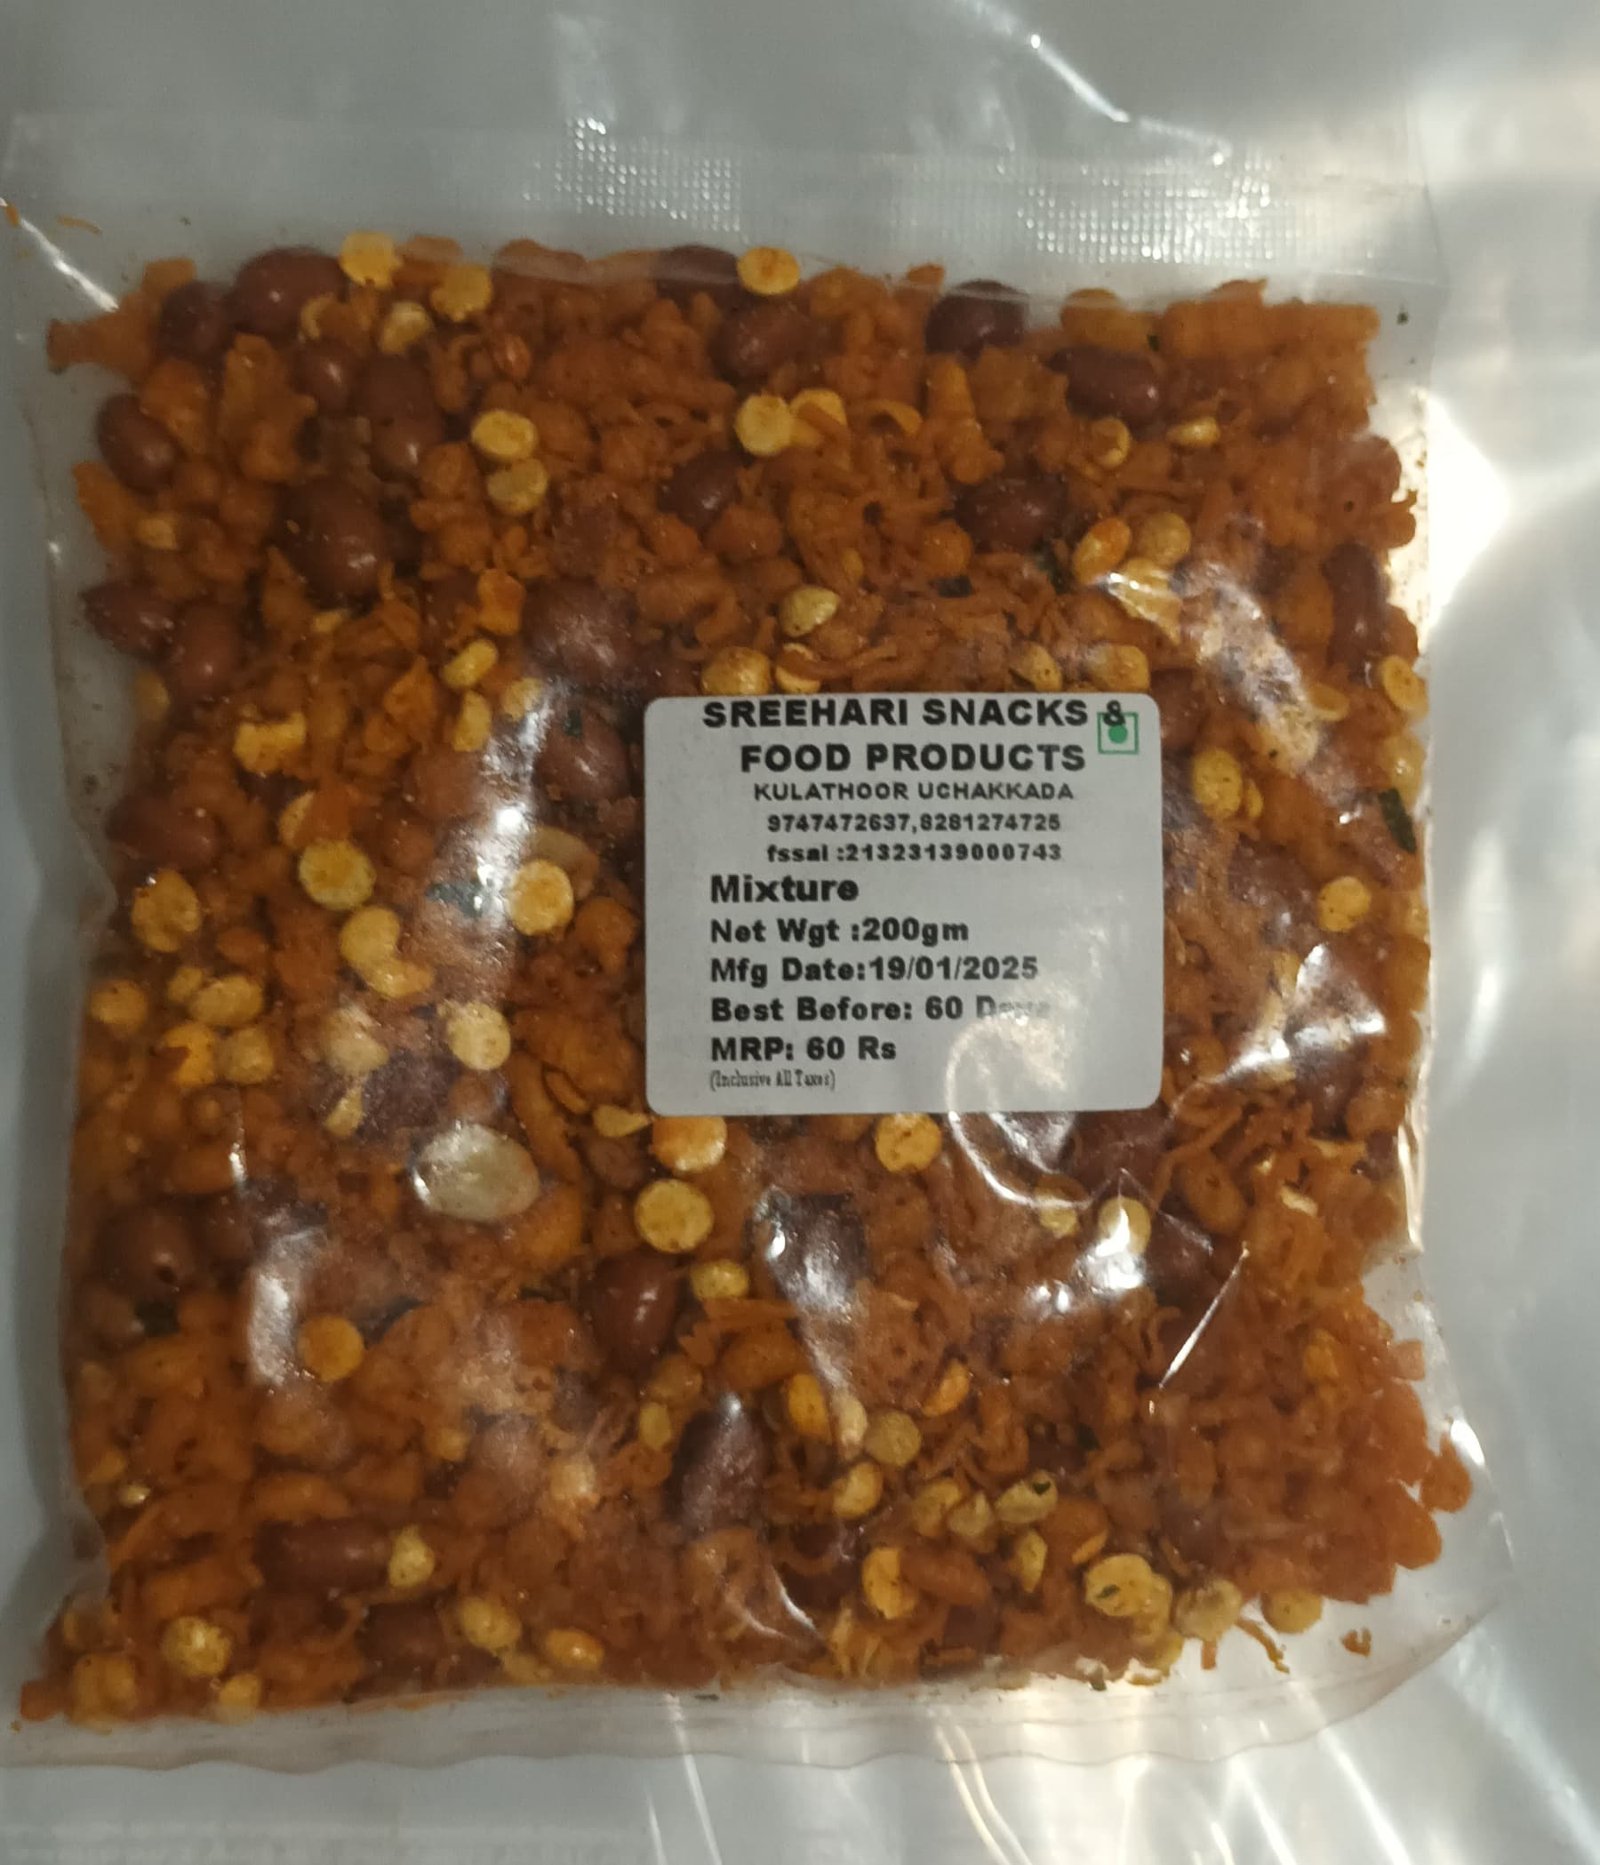 SREEHARI SNACKS &
FOOD PRODUCTS
KULATHOOR UCHAKKADA
9747472637,8281274725
fssai :21323139000743
Mixture
Net Wgt :200gm
Mfg Date:19/01/2025
Best Before: 60 Days
MRP: 60 Rs
(Inclusive All Taxes)